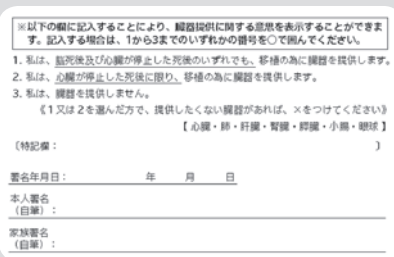 ※以下の欄に記入することにより、臓器提供に関する意思を表示することができま
す。記入する場合は、1から3までのいずれかの番号を○で囲んでください。
1. 私は、脳死後及び心臓が停止した死後のいずれでも、移植の為に臓器を提供します。
2. 私は、心臓が停止した死後に限り、移植の為に臓器を提供します。
3. 私は、臓器を提供しません。
《1又は2を選んだ方で、提供したくない臓器があれば、×をつけてください》
【心臓・肺・肝臓・腎臓・膵臓・小腸・眼球】
〔特記欄： 〕
署名年月日： 年 月 日
本人署名
（自筆）：
家族署名
（自筆）：